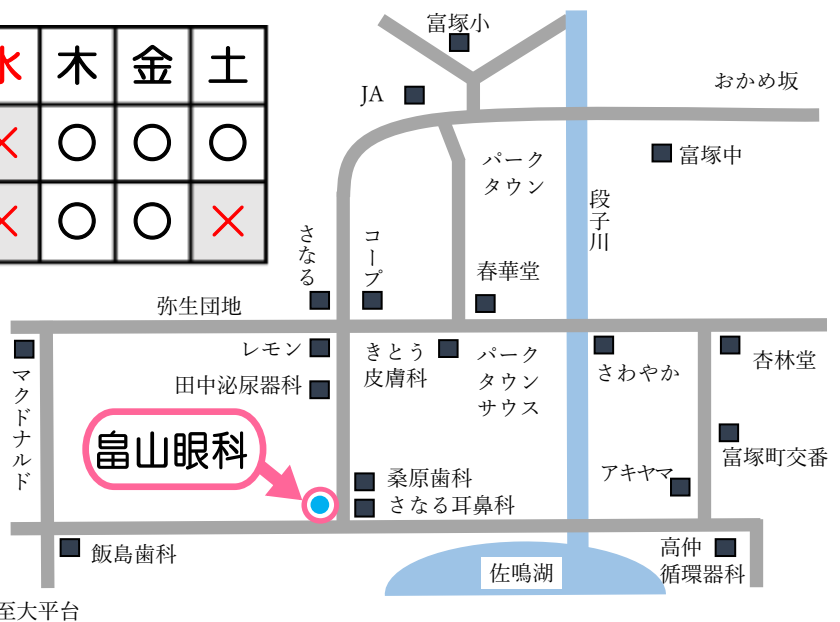 水 木 金 土
× ○ ○ ○
× ○ ○ ×
富塚小
JA
おかめ坂
富塚中
パーク
タウン
段子川
さなる
コープ
春華堂
弥生団地
レモン
きとう
皮膚科
パーク
タウン
サウス
さわやか
杏林堂
マクドナルド
田中泌尿器科
畠山眼科
桑原歯科
さなる耳鼻科
アキヤマ
富塚町交番
飯島歯科
佐鳴湖
高仲
循環器科
至大平台